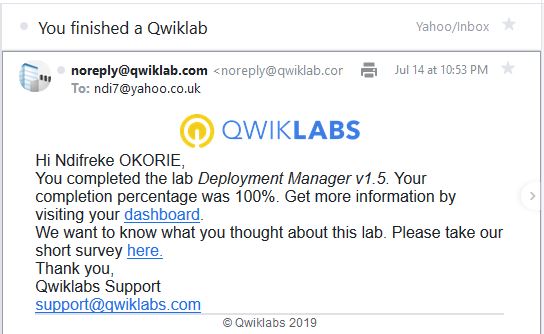 You finished a Qwiklab
Yahoo/Inbox
noreply@qwiklab.com <noreply@qwiklab.cor
Jul 14 at 10:53 PM
To: ndi7@yahoo.co.uk
QWIKLABS
Hi Ndifreke OKORIE,
You completed the lab Deployment Manager v1.5. Your
completion percentage was 100%. Get more information by
visiting your dashboard.
We want to know what you thought about this lab. Please take our
short survey here.
Thank you,
Qwiklabs Support
support@qwiklabs.com
© Qwiklabs 2019